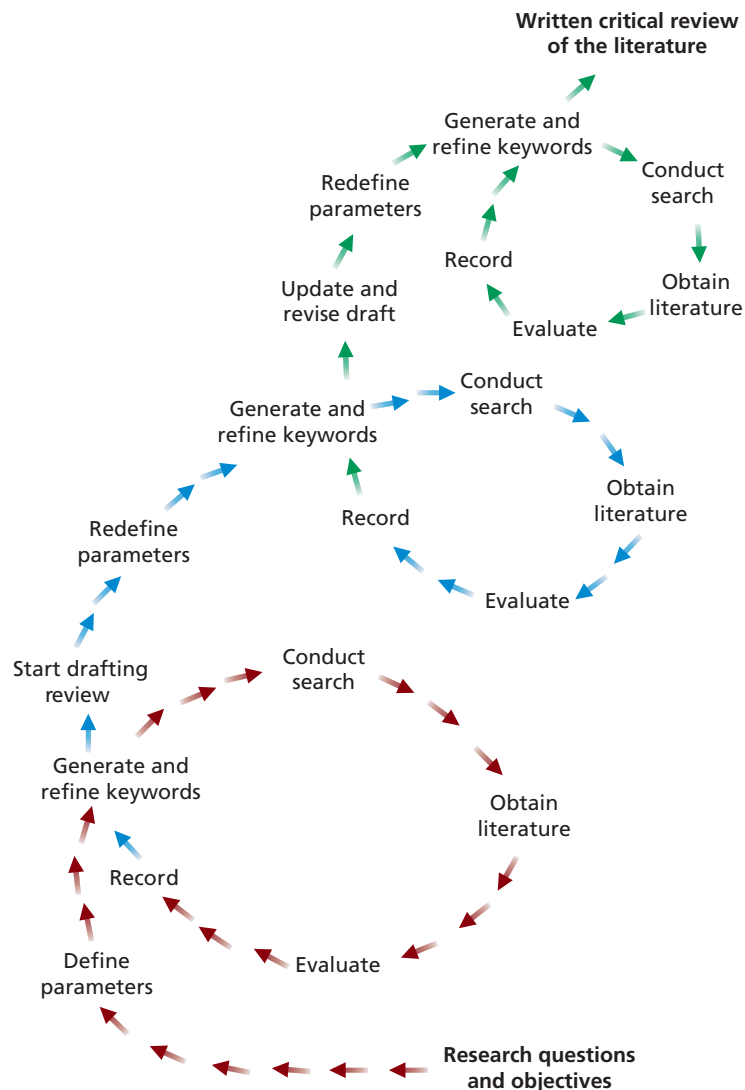 Written critical review
of the literature
Generate and
refine keywords
Conduct
search
Redefine
parameters
Record
Obtain
literature
Update and
revise draft
Evaluate
Conduct
search
Generate and
refine keywords
Obtain
literature
Record
Redefine
parameters
Evaluate
Conduct
search
Start drafting
review
Generate and
refine keywords
Obtain
literature
Record
Evaluate
Define
parameters
Research questions
and objectives